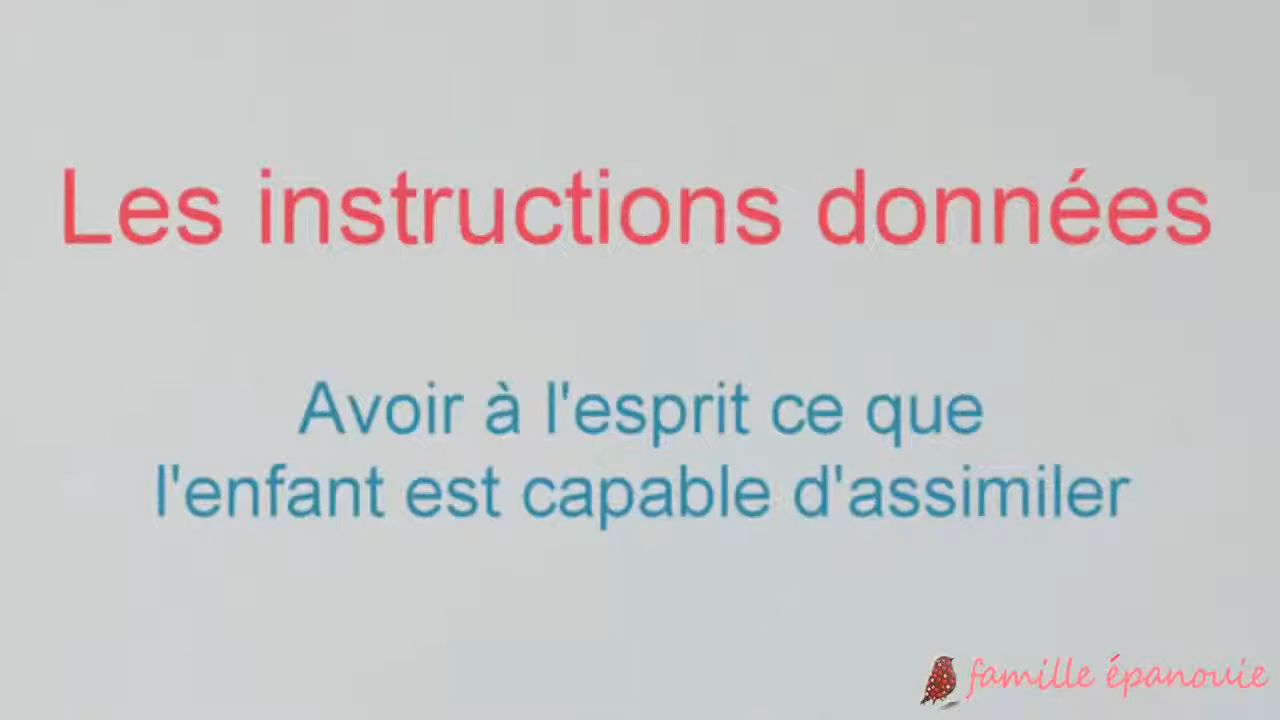 Les instructions données
Avoir à l'esprit ce que
l'enfant est capable d'assimiler
famille épanouie